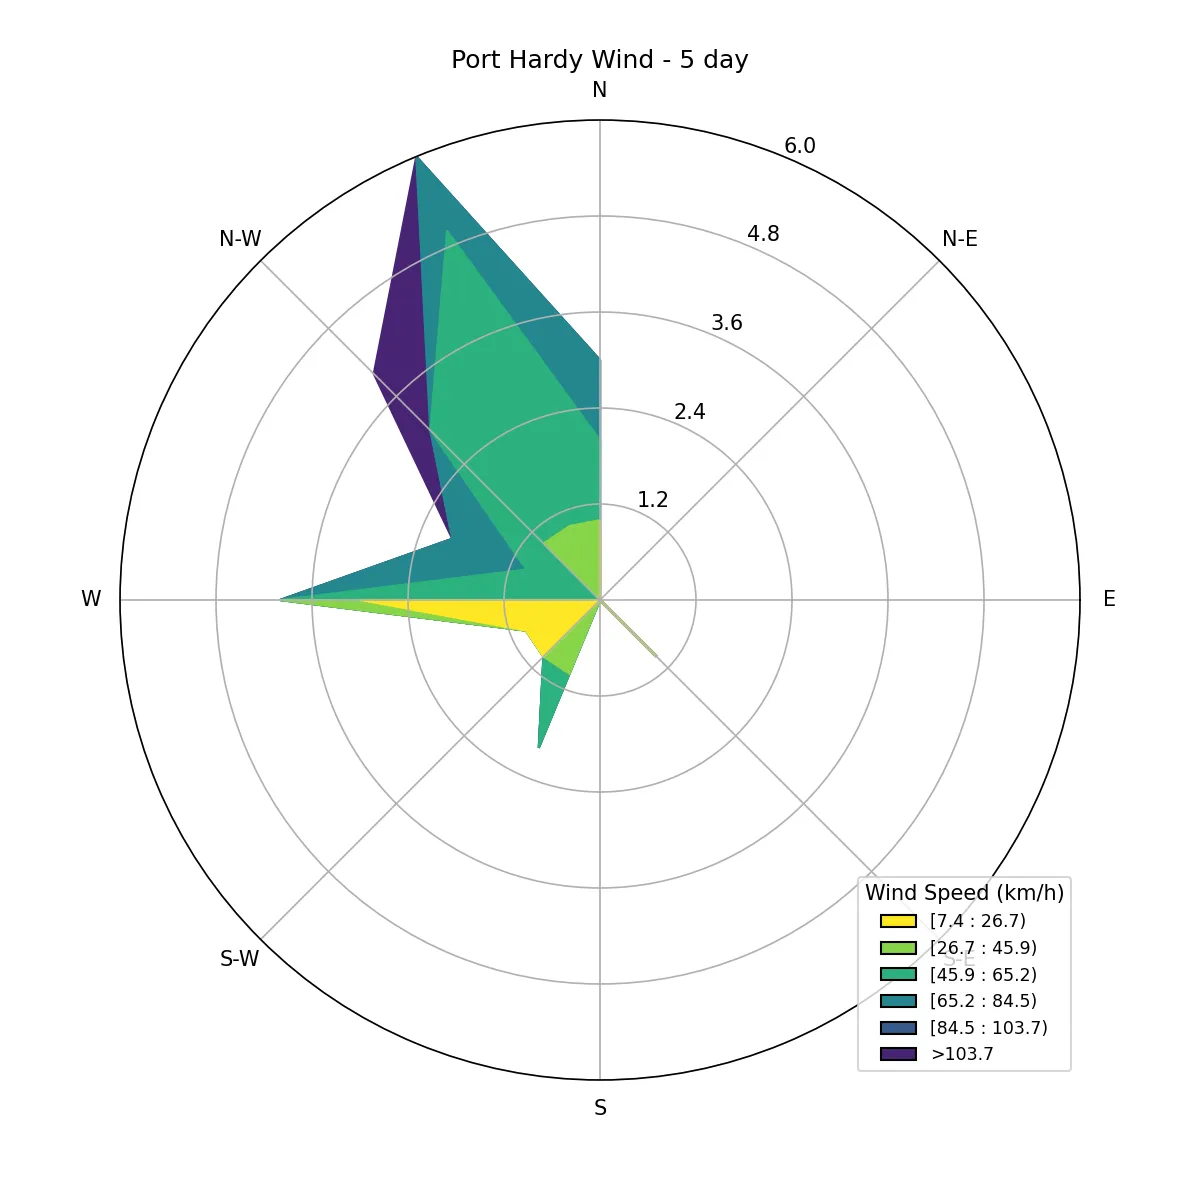 Port Hardy Wind - 5 day
N
6.0
N-W
N-E
4.8
3.6
2.4
1.2
W
E
S-W
S-E
Wind Speed (km/h)
[7.4 : 26.7)
[26.7 : 45.9)
[45.9 : 65.2)
[65.2 : 84.5)
[84.5 : 103.7)
>103.7
S